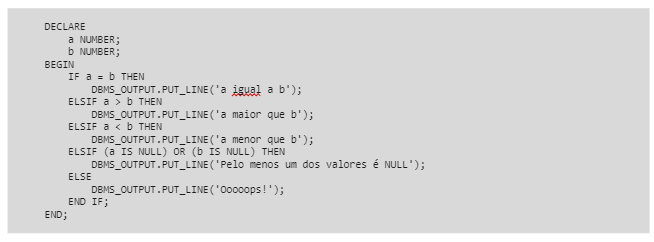 DECLARE
    a NUMBER;
    b NUMBER;
BEGIN
    IF a = b THEN
        DBMS_OUTPUT.PUT_LINE('a igual a b');
    ELSIF a > b THEN
        DBMS_OUTPUT.PUT_LINE('a maior que b');
    ELSIF a < b THEN
        DBMS_OUTPUT.PUT_LINE('a menor que b');
    ELSIF (a IS NULL) OR (b IS NULL) THEN
        DBMS_OUTPUT.PUT_LINE('Pelo menos um dos valores é NULL');
    ELSE
        DBMS_OUTPUT.PUT_LINE('Ooooops!');
    END IF;
END;